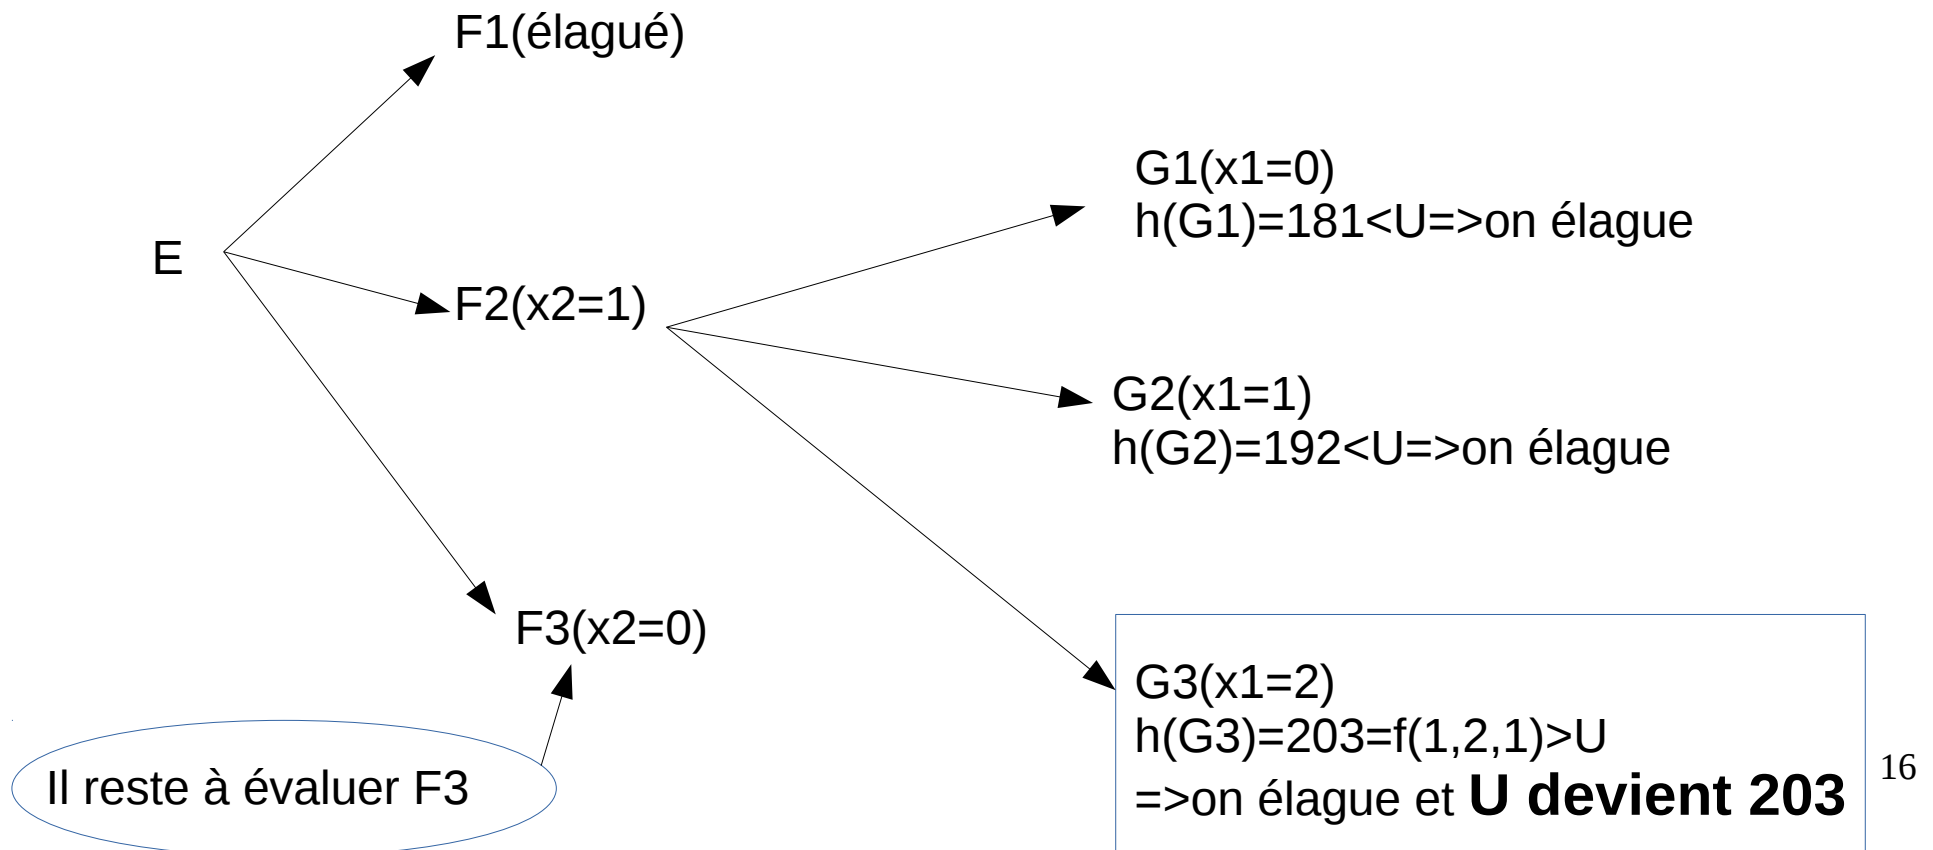 F1(élagué)
G1(x1=0)
h(G1)=181<U=>on élague
E
F2(x2=1)
G2(x1=1)
h(G2)=192<U=>on élague
F3(x2=0)
G3(x1=2)
h(G3)=203=f(1,2,1)>U
=>on élague et U devient 203
Il reste à évaluer F3
16